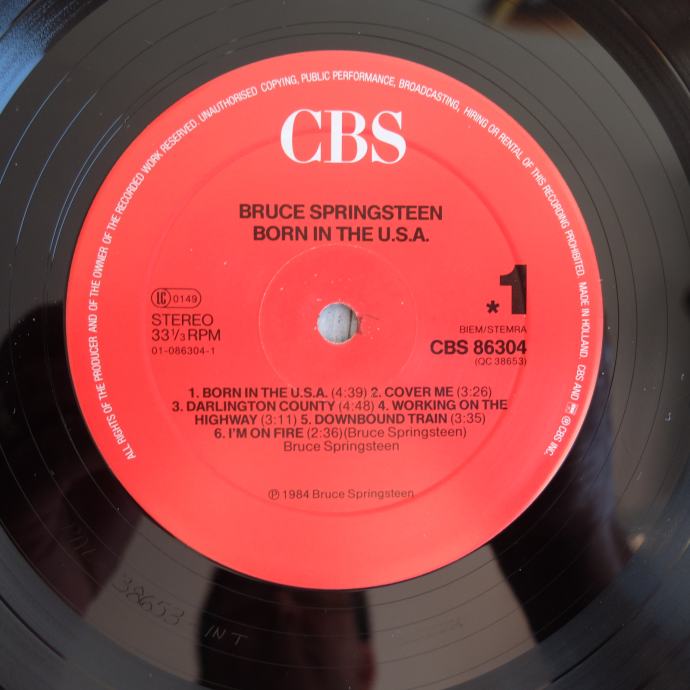 ALL RIGHTS OF THE PRODUCER AND OF THE OWNER OF THE RECORDED WORK RESERVED. UNAUTHORISED COPYING, PUBLIC PERFORMANCE, BROADCASTING, HIRING OR RENTAL OF THIS RECORDING PROHIBITED. MADE IN HOLLAND. CBS AND ℗ © CBS INC.
CBS
BRUCE SPRINGSTEEN
BORN IN THE U.S.A.
LC 0149
STEREO
33 1/3 RPM
01-086304-1
* 1
BIEM/STEMRA
CBS 86304
(QC 38653)
1. BORN IN THE U.S.A. (4:39) 2. COVER ME (3:26)
3. DARLINGTON COUNTY (4:48) 4. WORKING ON THE
HIGHWAY (3:11) 5. DOWNBOUND TRAIN (3:35)
6. I'M ON FIRE (2:36)(Bruce Springsteen)
Bruce Springsteen
℗ 1984 Bruce Springsteen
38653 INT